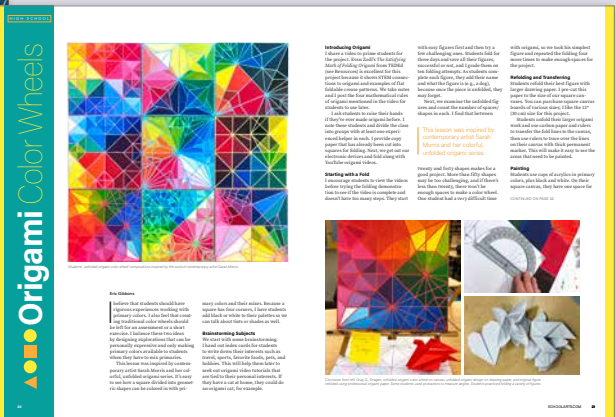 HIGH SCHOOL
Origami Color Wheels
Eric Gibbons
I believe that students should have
rigorous experiences working with
primary colors. I also feel that creat-
ing traditional color wheels should
be left for an assessment or a short
exercise. I balance these two ideas
by designing explorations that can be
personally expressive and only making
primary colors available to students
when they have to mix primaries.
This lesson was inspired by contem-
porary artist Sarah Morris and her col-
orful, unfolded origami series. It's easy
to see how a square divided into geomet-
ric shapes can be colored in with pri-
mary colors and their mixes. Because a
square has four corners, I have students
add black or white to their palettes so we
can talk about tints or shades as well.
Brainstorming Subjects
We start with some brainstorming.
I hand out index cards for students
to write down their interests such as
travel, sports, favorite foods, pets, and
hobbies. This will help them later to
seek out origami video tutorials that
are tied to their personal interests. If
they have a cat at home, they could do
an origami cat, for example.
Introducing Origami
I share a video to prime students for
the project. Evan Zodl's The Satisfying
Math of Folding Origami from TEDEd
(see Resources) is excellent for this
project because it shows STEM connec-
tions to origami and examples of flat
foldable crease patterns. We take notes
and I post the four mathematical rules
of origami mentioned in the video for
students to use later.
I ask students to raise their hands
if they've ever made origami before. I
note these students and divide the class
into groups with at least one experi-
enced helper in each. I provide copy
paper that has already been cut into
squares for folding. Next, we get out our
electronic devices and fold along with
YouTube origami videos.
Starting with a Fold
I encourage students to view the videos
before trying the folding demonstra-
tion to see if the video is complete and
doesn't have too many steps. They start
with easy figures first and then try a
few challenging ones. Students fold for
three days and save all their figures,
successful or not, and I grade them on
ten folding attempts. As students com-
plete each figure, they add their name
and what the figure is (e.g., a dog),
because once the piece is unfolded, they
may forget.
Next, we examine the unfolded fig-
ures and count the number of spaces/
shapes in each. I find that between
This lesson was inspired by
contemporary artist Sarah
Morris and her colorful,
unfolded origami series.
twenty and forty shapes makes for a
good project. More than fifty shapes
may be too challenging, and if there's
less than twenty, there won't be
enough spaces to make a color wheel.
One student had a very difficult time
with origami, so we took his simplest
figure and repeated the folding four
more times to make enough spaces for
the project.
Refolding and Transferring
Students refold their best figure with
larger drawing paper. I pre-cut this
paper to the size of our square can-
vases. You can purchase square canvas
boards of various sizes; I like the 12"
(30 cm) size for this project.
Students unfold their larger origami
work and use carbon paper and rulers
to transfer the fold lines to the canvas,
then use rulers to trace over the lines
on their canvas with thick permanent
marker. This will make it easy to see the
areas that need to be painted.
Painting
Students use cups of acrylics in primary
colors, plus black and white. On their
square canvas, they have one space for
CONTINUED ON PAGE
SCHOOLARTS.COM